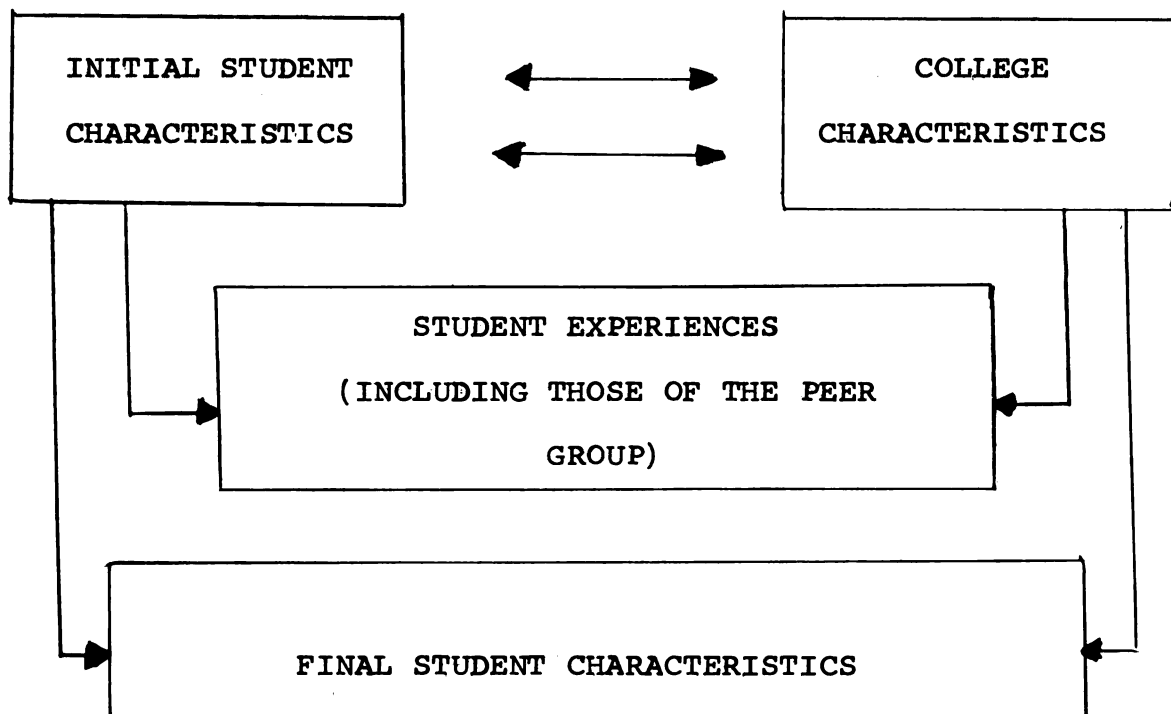 INITIAL STUDENT
CHARACTERISTICS
COLLEGE
CHARACTERISTICS
STUDENT EXPERIENCES
(INCLUDING THOSE OF THE PEER
GROUP)
FINAL STUDENT CHARACTERISTICS